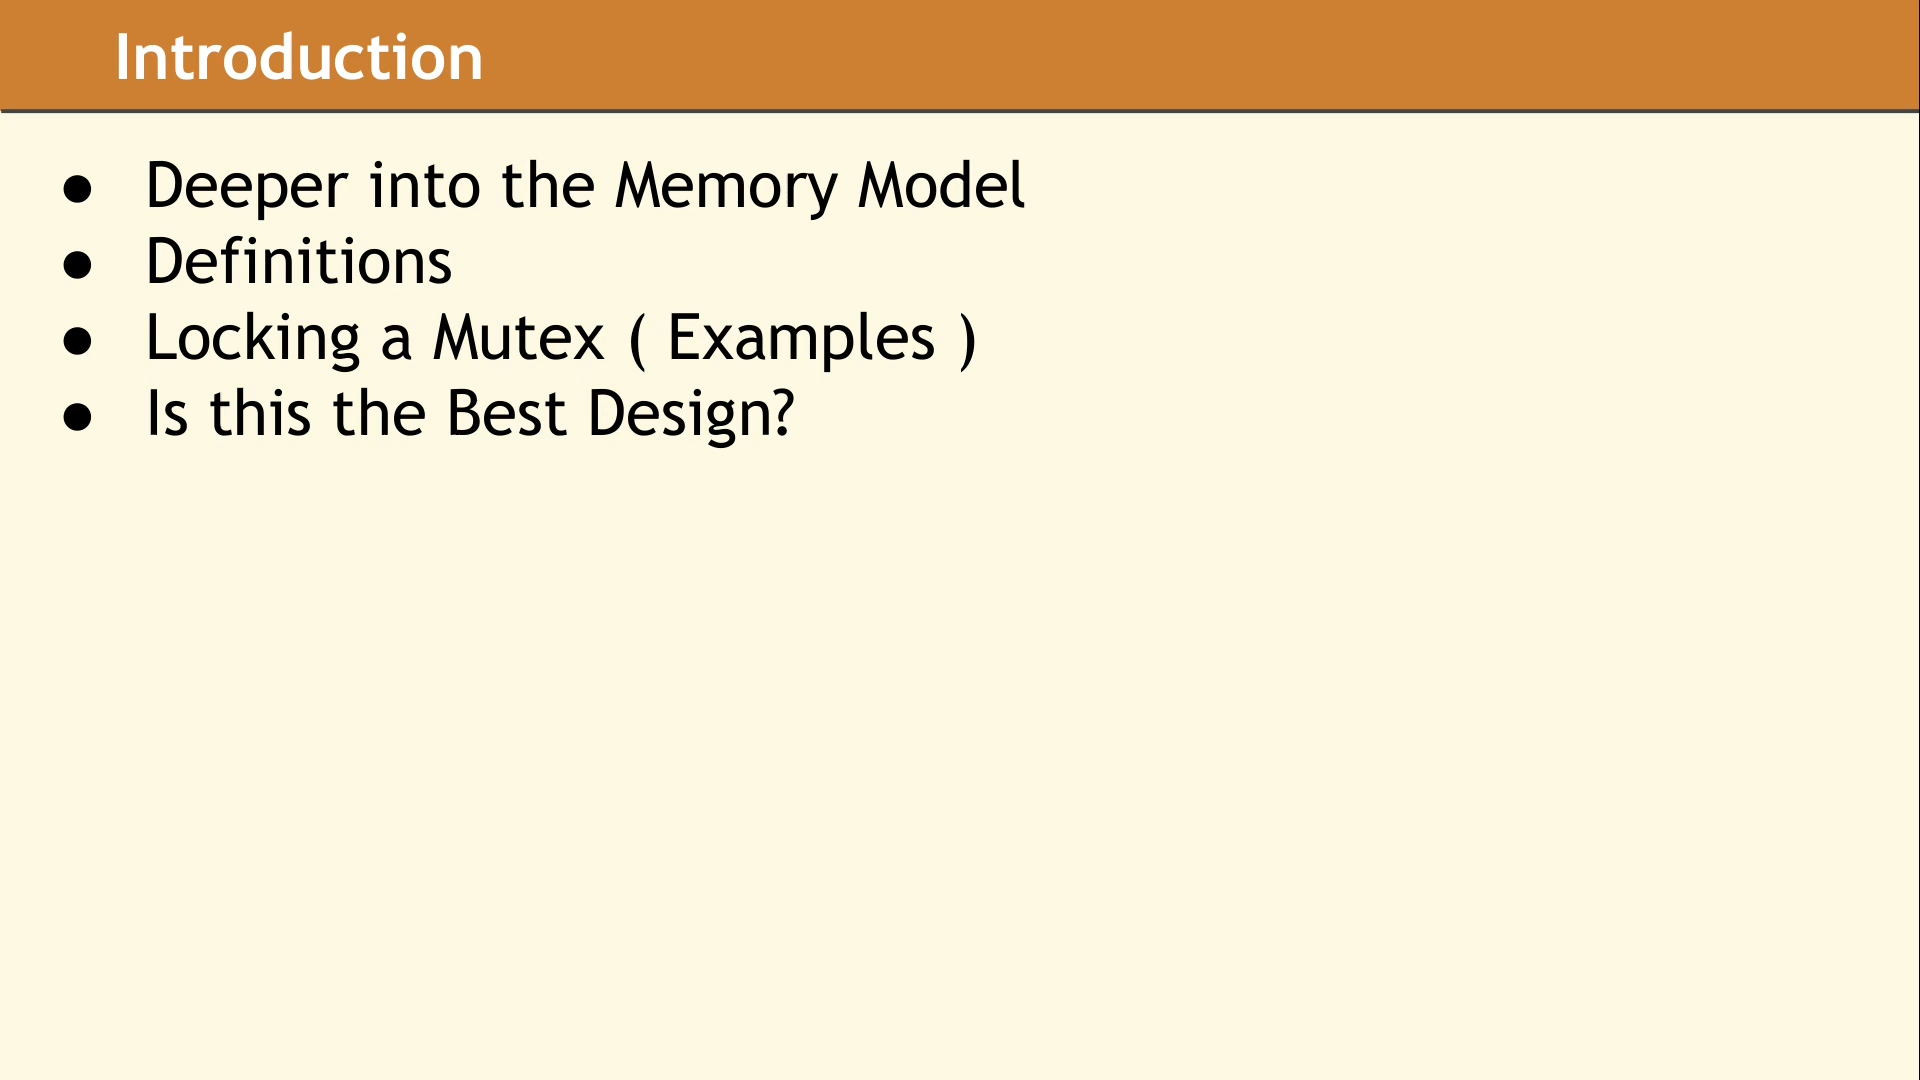 Introduction
● Deeper into the Memory Model
● Definitions
● Locking a Mutex ( Examples )
● Is this the Best Design?